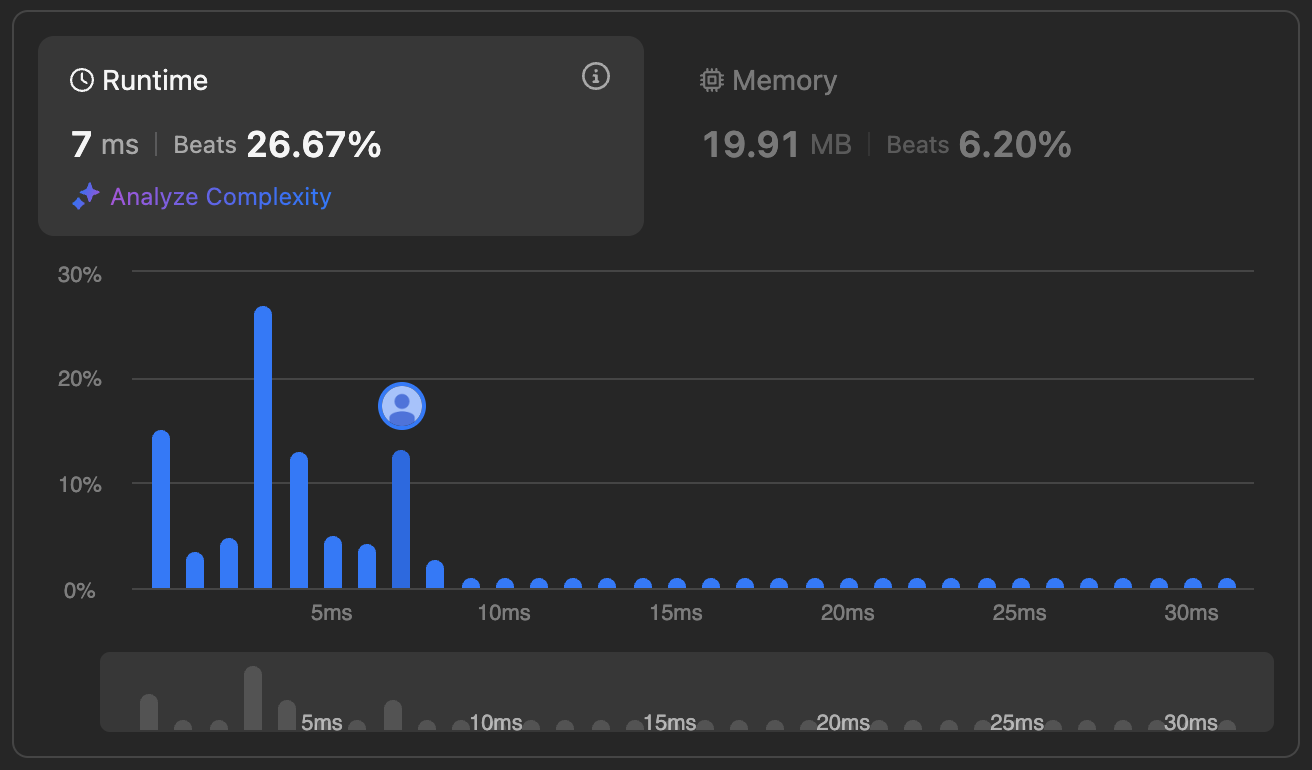 Runtime
7 ms | Beats 26.67%
Analyze Complexity
Memory
19.91 MB | Beats 6.20%
30%
20%
10%
0%
5ms 10ms 15ms 20ms 25ms 30ms
5ms 10ms 15ms 20ms 25ms 30ms